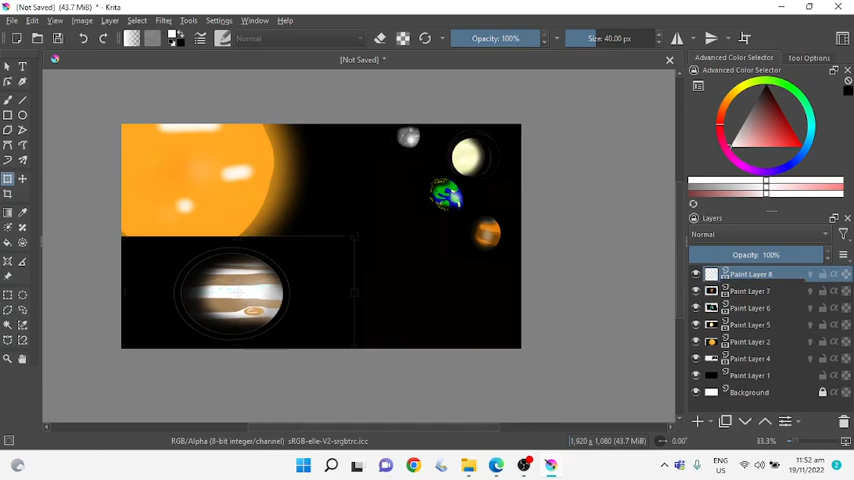 [Not Saved] (43.7 MiB) * - Krita
File Edit View Image Layer Select Filter Tools Settings Window Help
Normal Opacity: 100% Size: 40.00 px
[Not Saved] *
Advanced Color Selector Tool Options
Advanced Color Selector
Layers
Normal
Opacity: 100%
Paint Layer 8
Paint Layer 7
Paint Layer 6
Paint Layer 5
Paint Layer 2
Paint Layer 4
Paint Layer 1
Background
RGB/Alpha (8-bit integer/channel) sRGB-elle-V2-srgbtrc.icc 1,920 x 1,080 (43.7 MiB) 0.00° 33.3%
ENG
US
11:52 am
19/11/2022
2